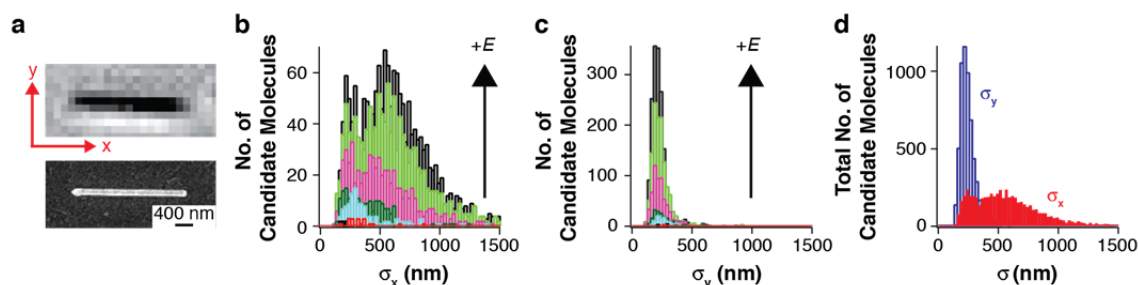 a
y
x
400 nm
b
No. of
Candidate Molecules
60
40
20
0
+E
0
500
1000
1500
σx (nm)
c
No. of
Candidate Molecules
300
200
100
0
+E
0
500
1000
1500
σy (nm)
d
Total No. of
Candidate Molecules
1000
500
0
σy
σx
0
500
1000
1500
σ (nm)